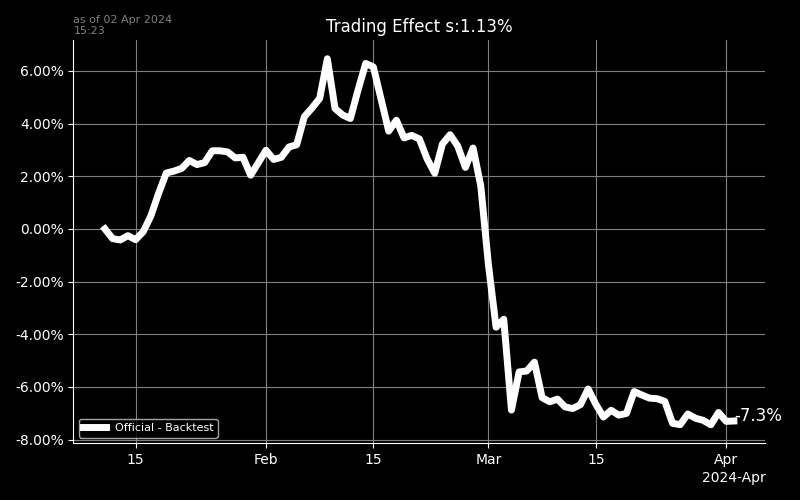 as of 02 Apr 2024
15:23
Trading Effect s:1.13%
6.00%
4.00%
2.00%
0.00%
-2.00%
-4.00%
-6.00%
-8.00%
-7.3%
Official - Backtest
15
Feb
15
Mar
15
Apr
2024-Apr